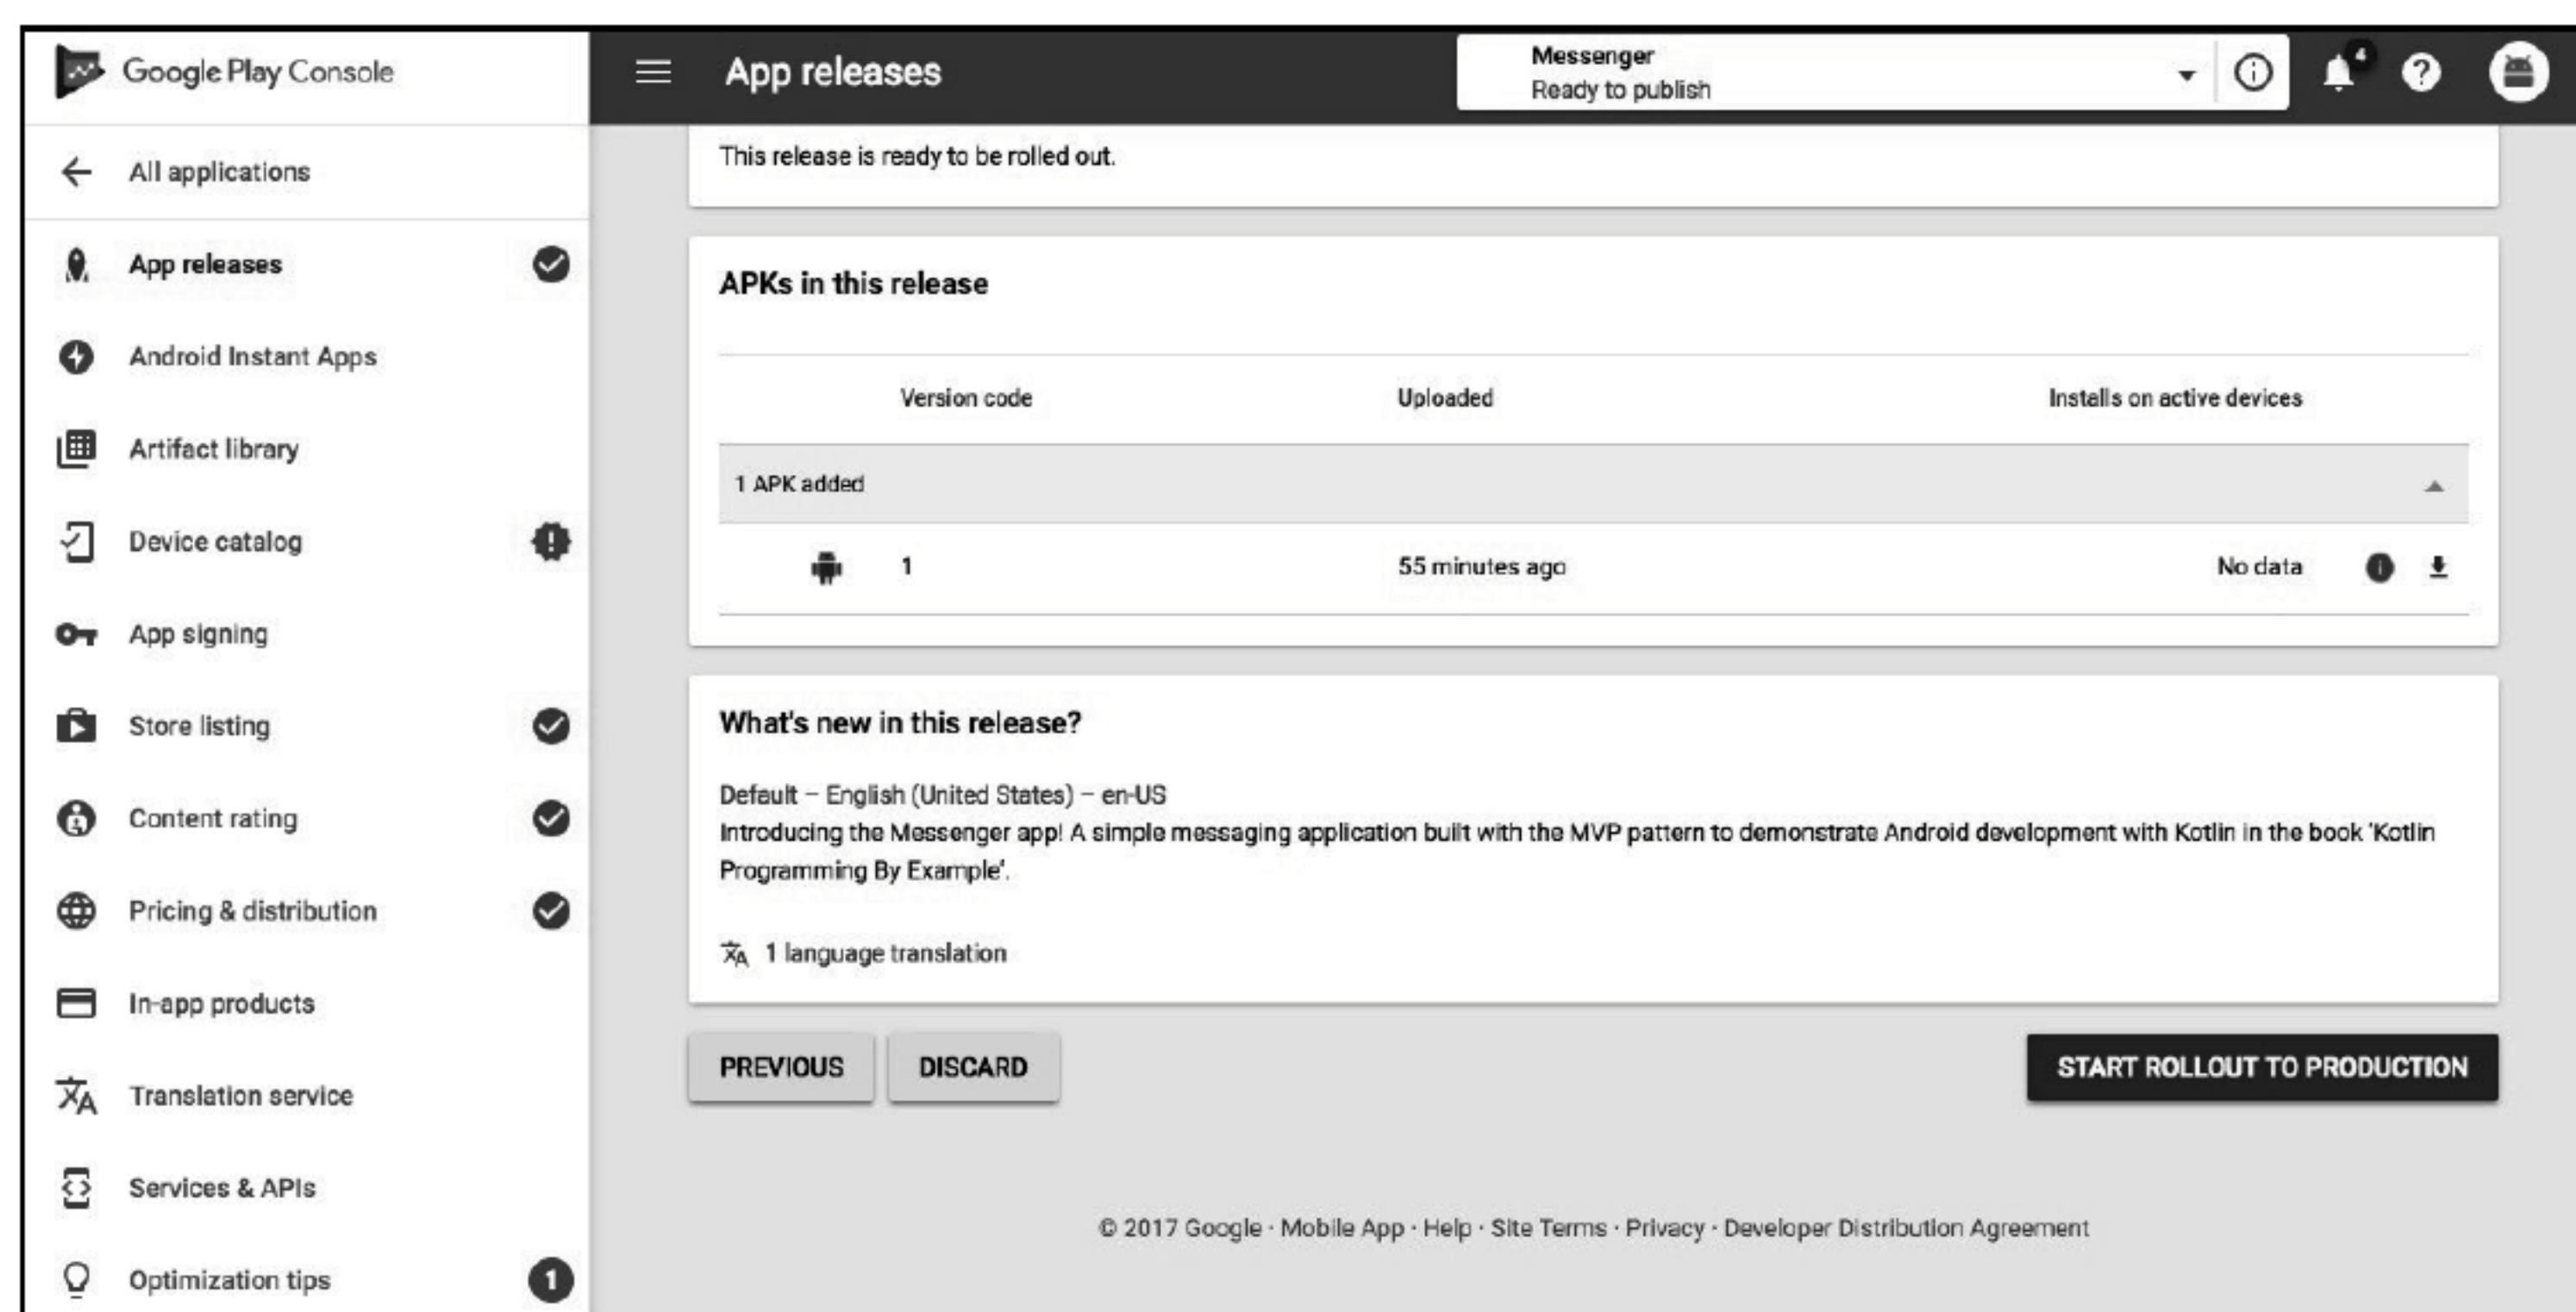 Google Play Console
App releases
Messenger
Ready to publish
4
All applications
App releases
Android Instant Apps
Artifact library
Device catalog
App signing
Store listing
Content rating
Pricing & distribution
In-app products
Translation service
Services & APIs
Optimization tips
1
This release is ready to be rolled out.
APKs in this release
Version code Uploaded Installs on active devices
1 APK added
1 55 minutes ago No data
What's new in this release?
Default – English (United States) – en-US
Introducing the Messenger app! A simple messaging application built with the MVP pattern to demonstrate Android development with Kotlin in the book 'Kotlin
Programming By Example'.
1 language translation
PREVIOUS DISCARD START ROLLOUT TO PRODUCTION
© 2017 Google · Mobile App · Help · Site Terms · Privacy · Developer Distribution Agreement